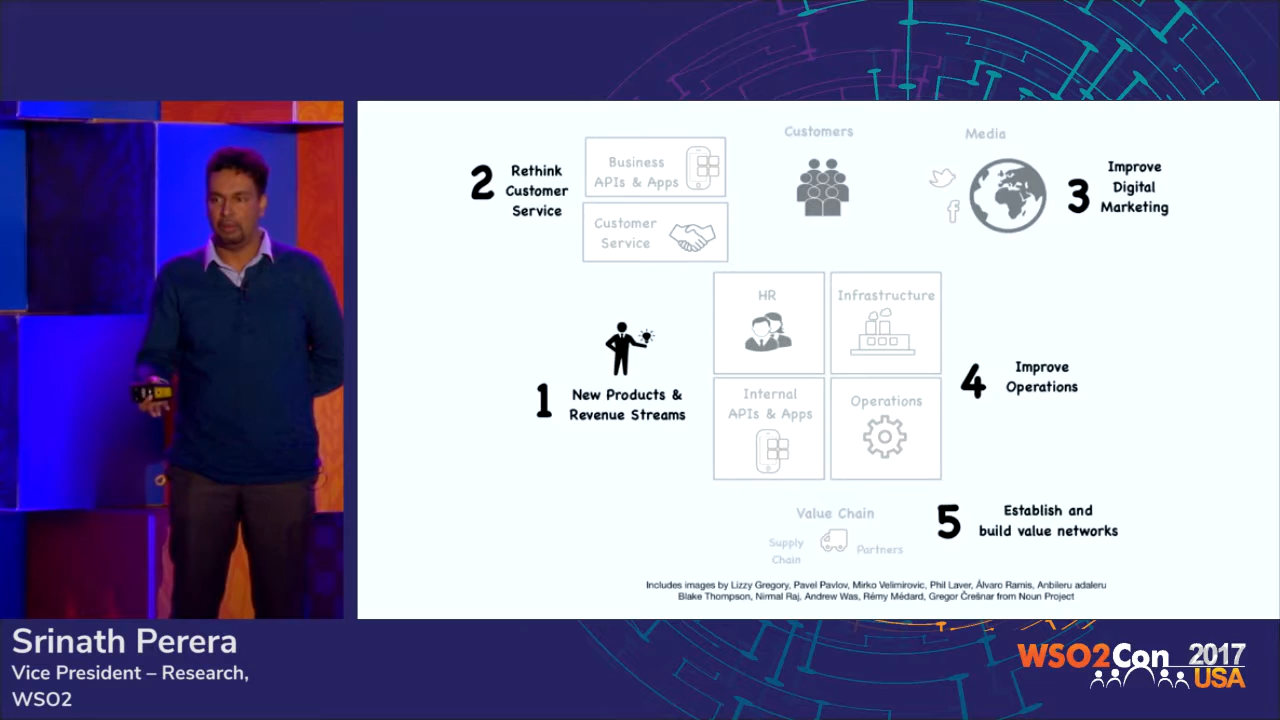 Customers
Media
2
Rethink
Customer
Service
Business
APIs & Apps
Customer
Service
3
Improve
Digital
Marketing
HR
Infrastructure
1
New Products &
Revenue Streams
Internal
APIs & Apps
Operations
4
Improve
Operations
Value Chain
Supply
Chain
Partners
5
Establish and
build value networks
Includes images by Lizzy Gregory, Pavel Pavlov, Mirko Velimirovic, Phil Laver, Álvaro Ramis, Anbileru adaleru
Blake Thompson, Nirmal Raj, Andrew Was, Rémy Médard, Gregor Črešnar from Noun Project
Srinath Perera
Vice President – Research,
WSO2
WSO2Con 2017
USA